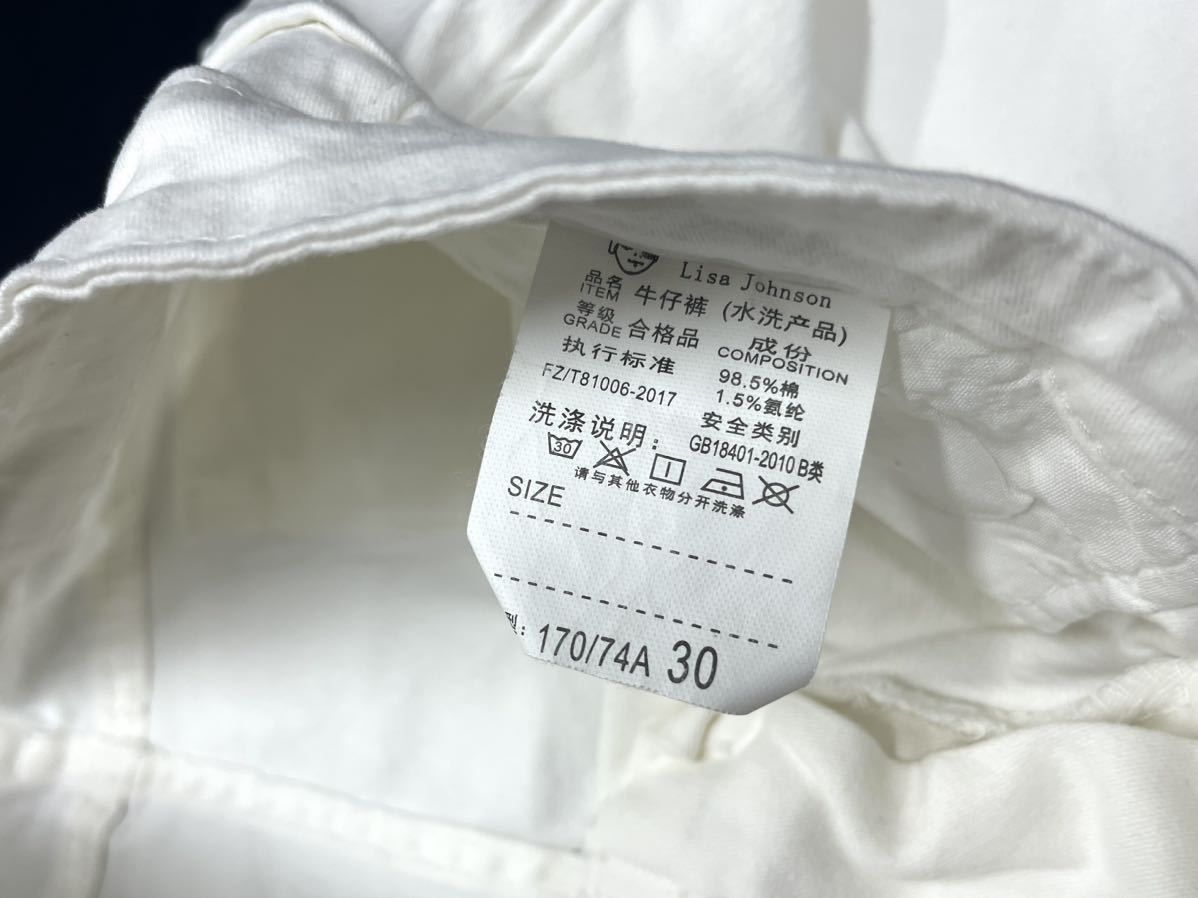 Lisa Johnson
品名 牛仔裤 (水洗产品)
ITEM
等级 合格品
GRADE
执行标准
FZ/T81006-2017
成份
COMPOSITION
98.5%棉
1.5%氨纶
安全类别
GB18401-2010 B类
洗涤说明:
30
请与其他衣物分开洗涤
SIZE
型: 170/74A 30